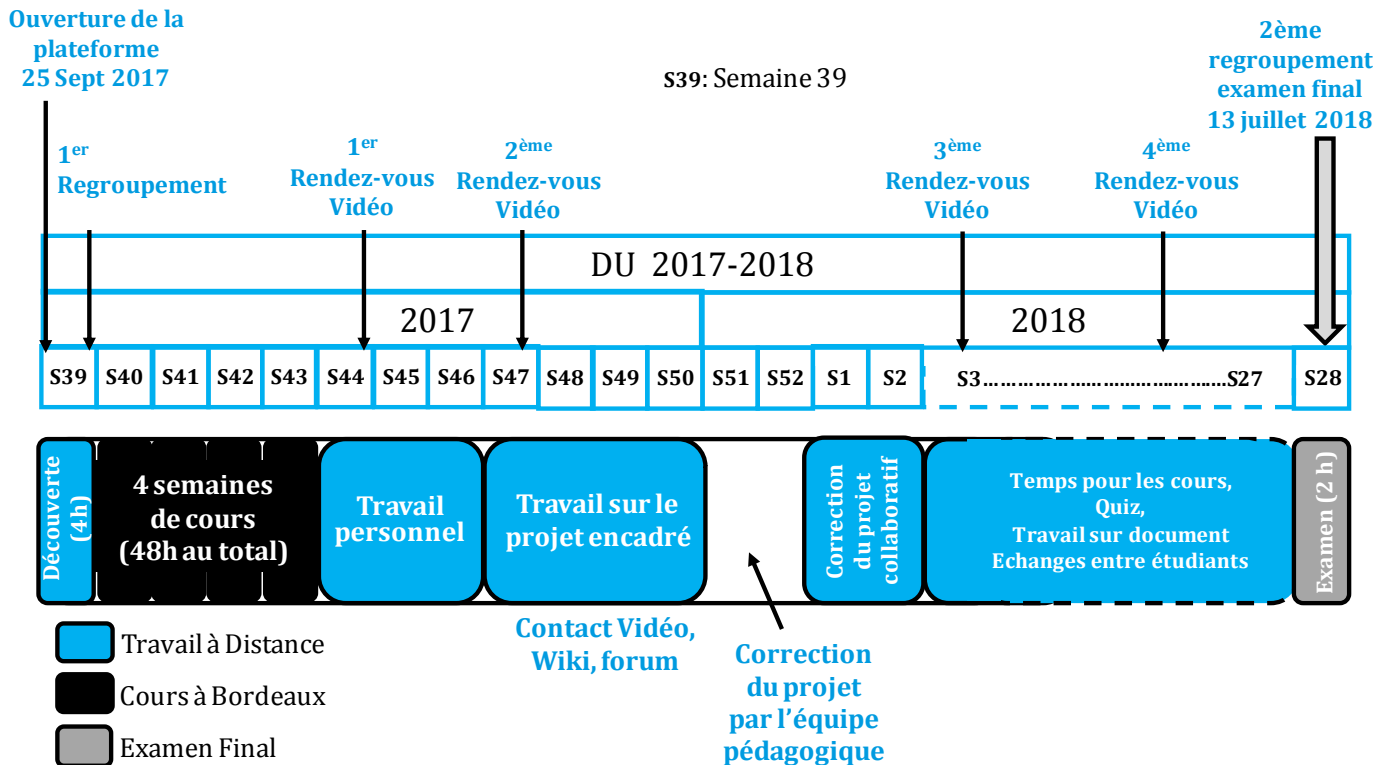 Ouverture de la
plateforme
25 Sept 2017
S39: Semaine 39
2ème
regroupement
examen final
13 juillet 2018
1er
Regroupement
1er
Rendez-vous
Vidéo
2ème
Rendez-vous
Vidéo
3ème
Rendez-vous
Vidéo
4ème
Rendez-vous
Vidéo
DU 2017-2018
2017 2018
S39 S40 S41 S42 S43 S44 S45 S46 S47 S48 S49 S50 S51 S52 S1 S2 S3..........................................S27 S28
Découverte
(4h)
4 semaines
de cours
(48h au total)
Travail
personnel
Travail sur le
projet encadré
Correction
du projet
collaboratif
Temps pour les cours,
Quiz,
Travail sur document
Echanges entre étudiants
Examen (2 h)
Contact Vidéo,
Wiki, forum
Correction
du projet
par l'équipe
pédagogique
Travail à Distance
Cours à Bordeaux
Examen Final